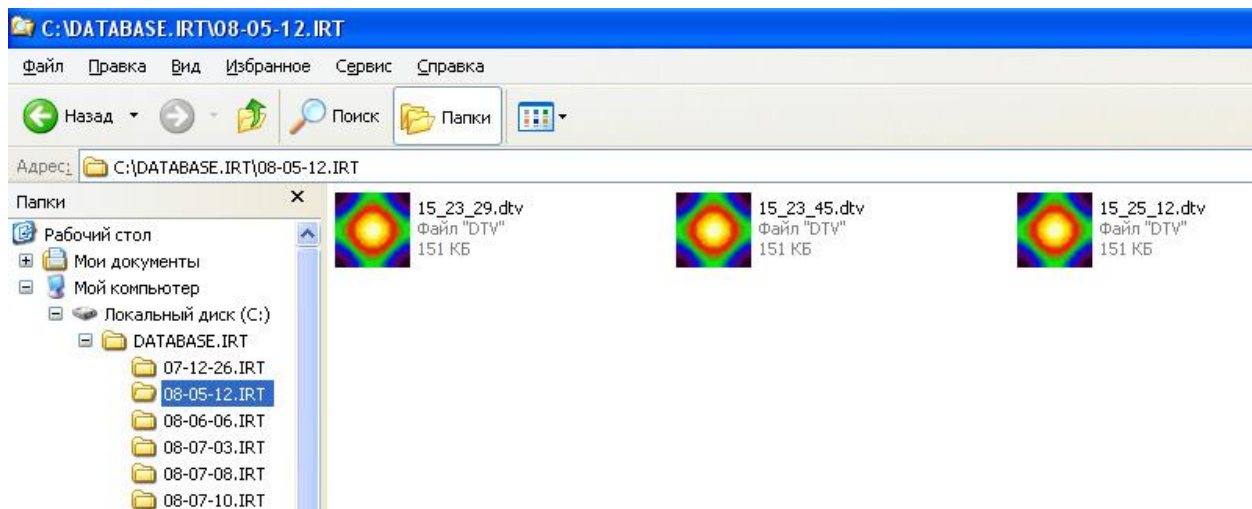 C:\DATABASE.IRT\08-05-12.IRT
Файл Правка Вид Избранное Сервис Справка
Назад Поиск Папки
Адрес: C:\DATABASE.IRT\08-05-12.IRT
Папки
Рабочий стол
Мои документы
Мой компьютер
Локальный диск (C:)
DATABASE.IRT
07-12-26.IRT
08-05-12.IRT
08-06-06.IRT
08-07-03.IRT
08-07-08.IRT
08-07-10.IRT
15_23_29.dtv
Файл "DTV"
151 КБ
15_23_45.dtv
Файл "DTV"
151 КБ
15_25_12.dtv
Файл "DTV"
151 КБ